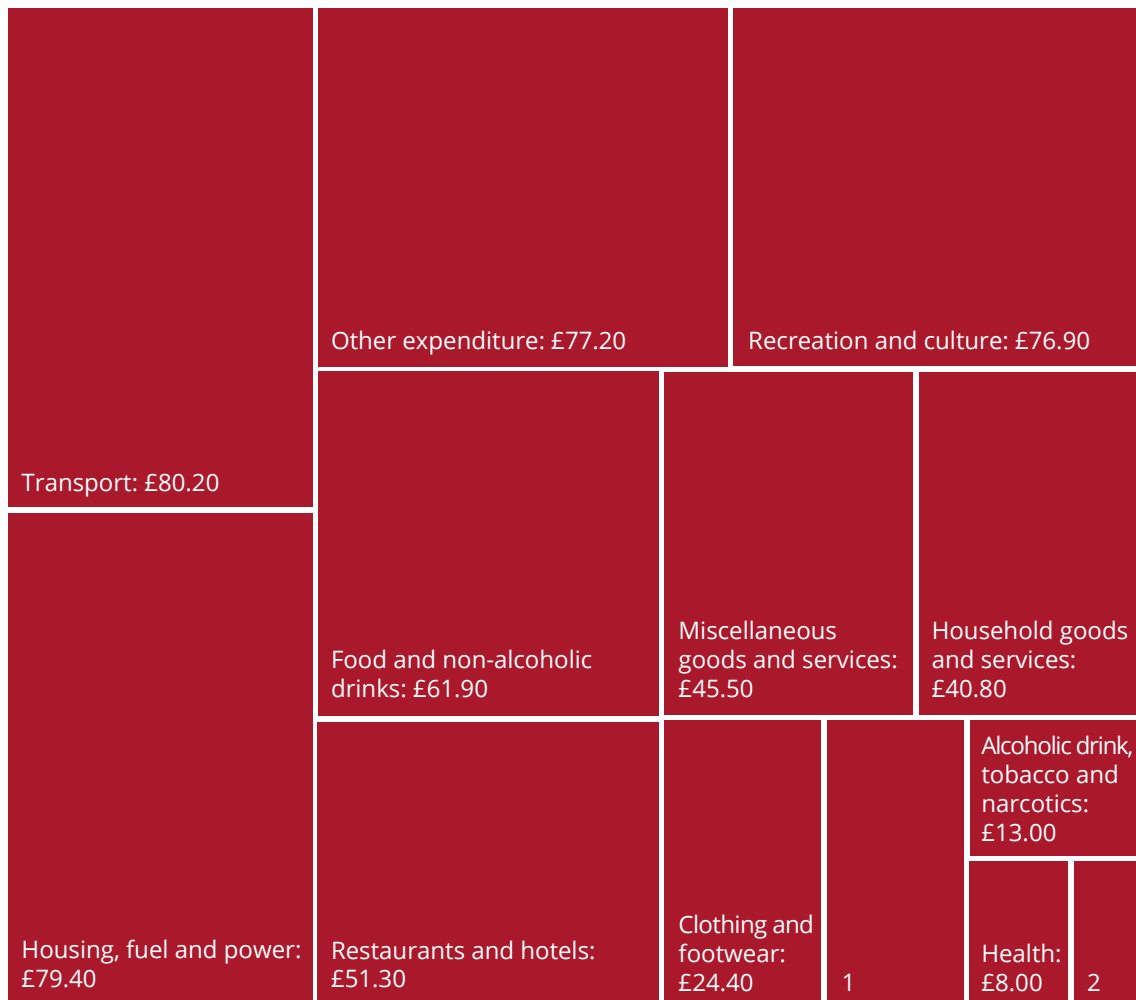 Other expenditure: £77.20
Recreation and culture: £76.90
Transport: £80.20
Food and non-alcoholic
drinks: £61.90
Miscellaneous
goods and services:
£45.50
Household goods
and services:
£40.80
Housing, fuel and power:
£79.40
Restaurants and hotels:
£51.30
Clothing and
footwear:
£24.40
1
Alcoholic drink,
tobacco and
narcotics:
£13.00
Health:
£8.00
2